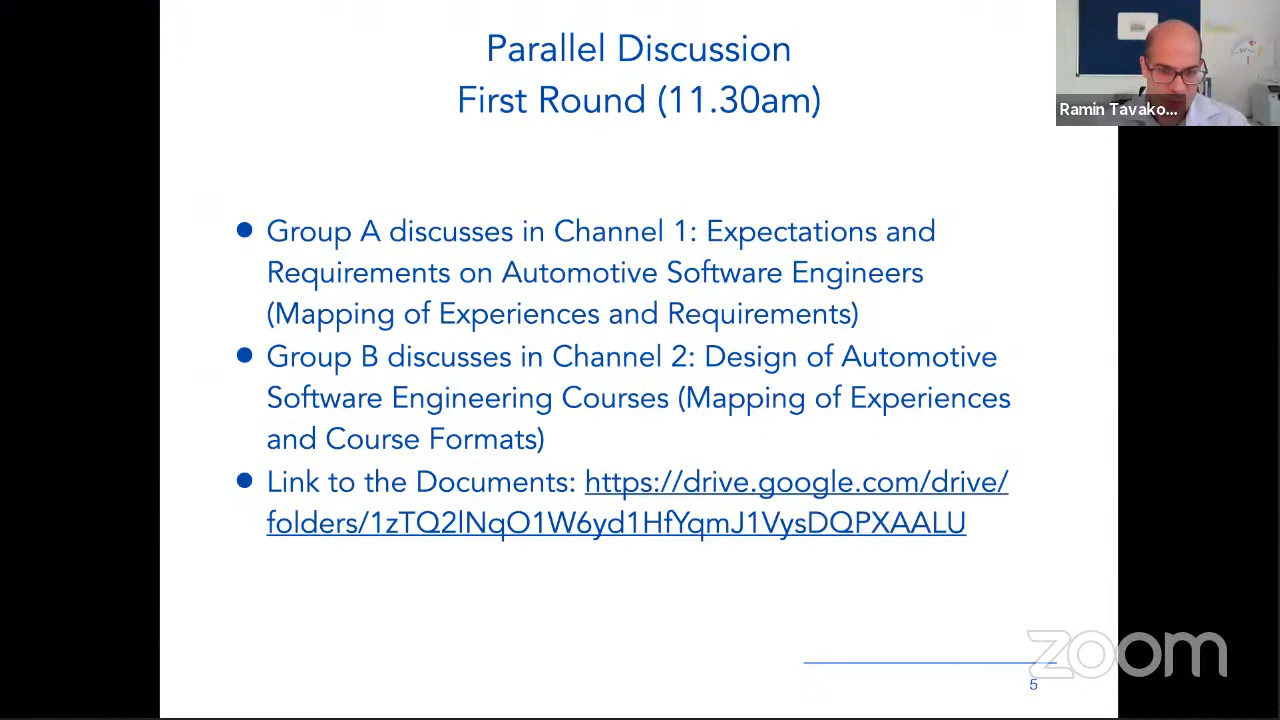 Parallel Discussion
First Round (11.30am)
Ramin Tavako...
● Group A discusses in Channel 1: Expectations and
Requirements on Automotive Software Engineers
(Mapping of Experiences and Requirements)
● Group B discusses in Channel 2: Design of Automotive
Software Engineering Courses (Mapping of Experiences
and Course Formats)
● Link to the Documents: https://drive.google.com/drive/
folders/1zTQ2lNqO1W6yd1HfYqmJ1VysDQPXAALU
zoom
5